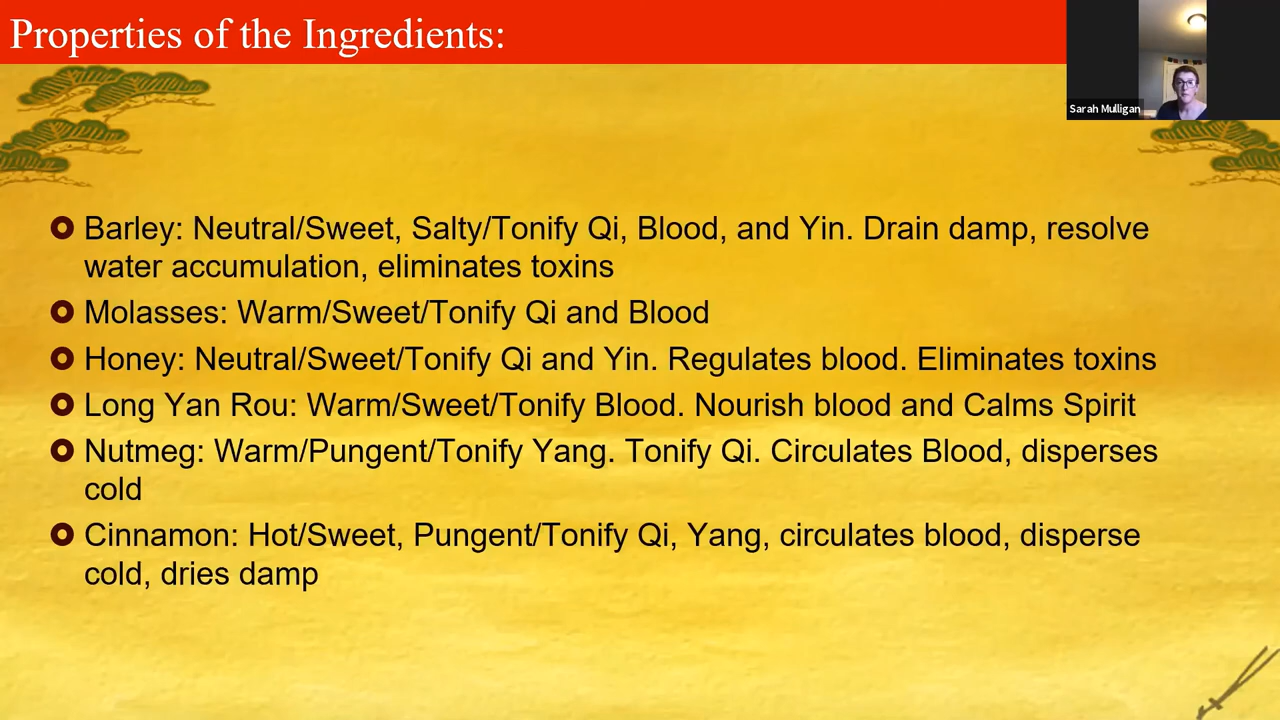 Properties of the Ingredients:
Sarah Mulligan
Barley: Neutral/Sweet, Salty/Tonify Qi, Blood, and Yin. Drain damp, resolve
water accumulation, eliminates toxins
Molasses: Warm/Sweet/Tonify Qi and Blood
Honey: Neutral/Sweet/Tonify Qi and Yin. Regulates blood. Eliminates toxins
Long Yan Rou: Warm/Sweet/Tonify Blood. Nourish blood and Calms Spirit
Nutmeg: Warm/Pungent/Tonify Yang. Tonify Qi. Circulates Blood, disperses
cold
Cinnamon: Hot/Sweet, Pungent/Tonify Qi, Yang, circulates blood, disperse
cold, dries damp